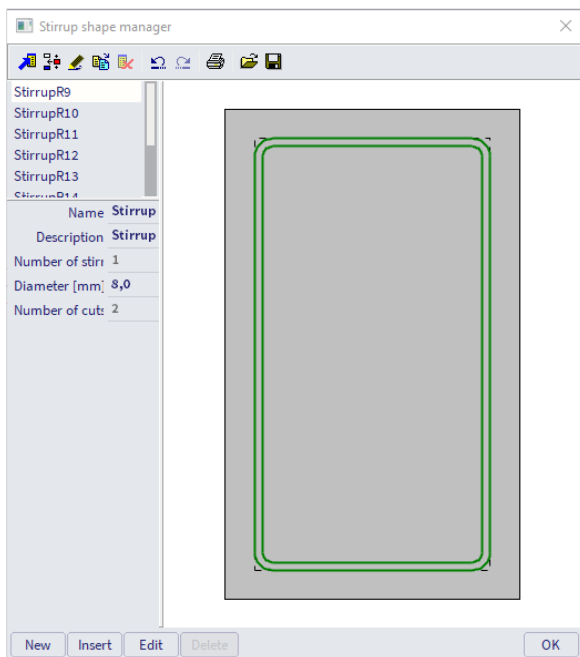 Stirrup shape manager
StirrupR9
StirrupR10
StirrupR11
StirrupR12
StirrupR13
StirrupR14
Name Stirrup
Description Stirrup
Number of stirr 1
Diameter [mm] 8,0
Number of cuts 2
New Insert Edit Delete OK